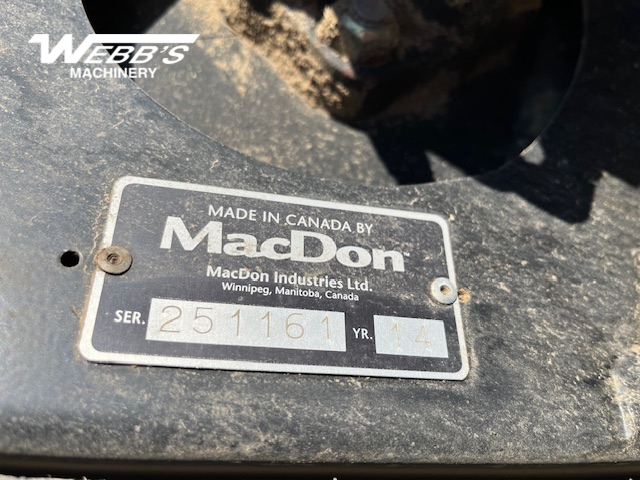 WEBB'S
MACHINERY
MADE IN CANADA BY
MacDon
MacDon Industries Ltd.
Winnipeg, Manitoba, Canada
SER. 251161 YR. 14